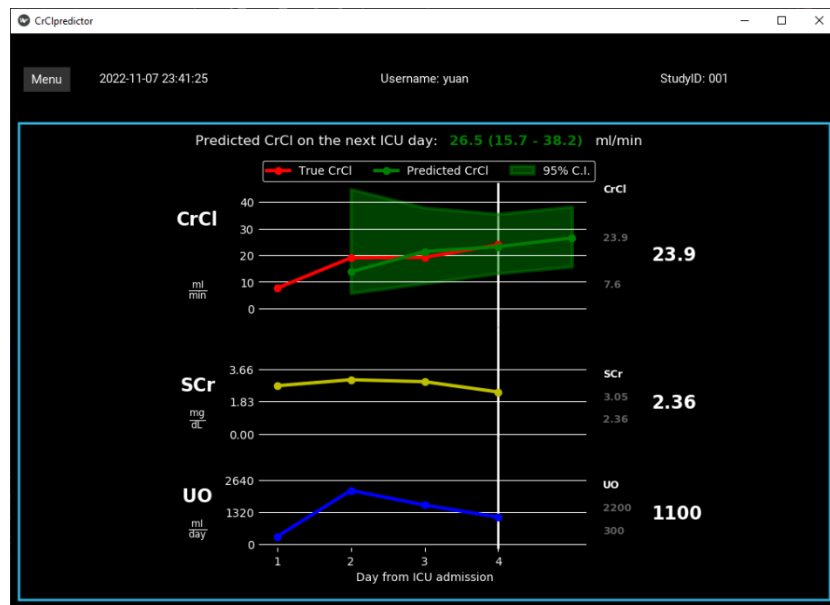 CrClpredictor
Menu 2022-11-07 23:41:25 Username: yuan StudyID: 001
Predicted CrCl on the next ICU day: 26.5 (15.7 - 38.2) ml/min
True CrCl Predicted CrCl 95% C.I.
CrCl
ml
min
40
30
20
10
0
CrCl
23.9
7.6
23.9
SCr
mg
dL
3.66
1.83
0.00
SCr
3.05
2.36
2.36
UO
ml
day
2640
1320
0
UO
2200
300
1100
1 2 3 4
Day from ICU admission